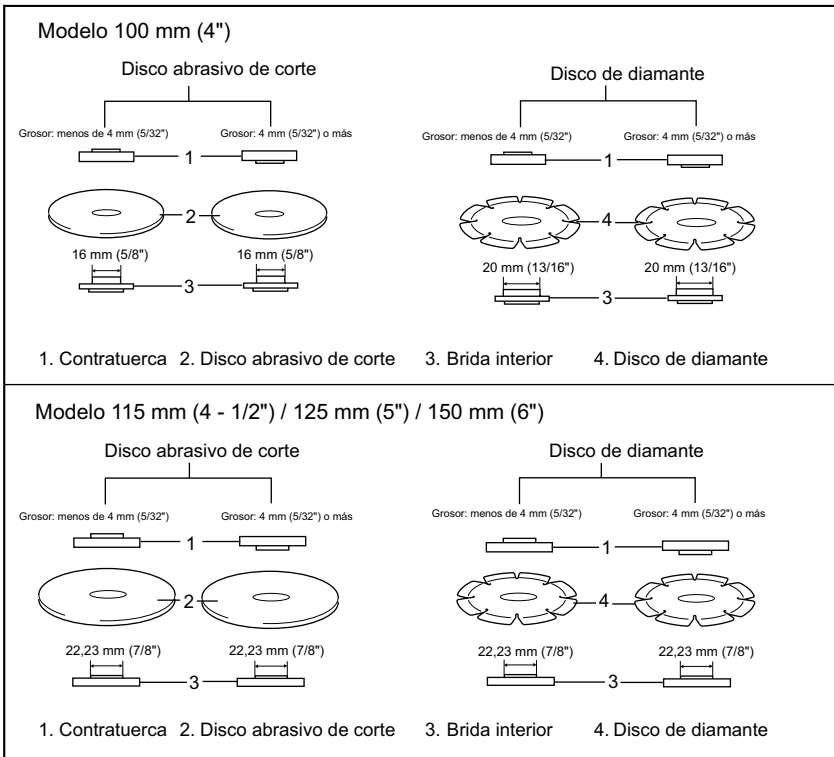 Modelo 100 mm (4")
Disco abrasivo de corte
Grosor: menos de 4 mm (5/32")
Grosor: 4 mm (5/32") o más
1
2
16 mm (5/8")
16 mm (5/8")
3
Disco de diamante
Grosor: menos de 4 mm (5/32")
Grosor: 4 mm (5/32") o más
1
4
20 mm (13/16")
20 mm (13/16")
3
1. Contratuerca 2. Disco abrasivo de corte 3. Brida interior 4. Disco de diamante
Modelo 115 mm (4 - 1/2") / 125 mm (5") / 150 mm (6")
Disco abrasivo de corte
Grosor: menos de 4 mm (5/32")
Grosor: 4 mm (5/32") o más
1
2
22,23 mm (7/8")
22,23 mm (7/8")
3
Disco de diamante
Grosor: menos de 4 mm (5/32")
Grosor: 4 mm (5/32") o más
1
4
22,23 mm (7/8")
22,23 mm (7/8")
3
1. Contratuerca 2. Disco abrasivo de corte 3. Brida interior 4. Disco de diamante